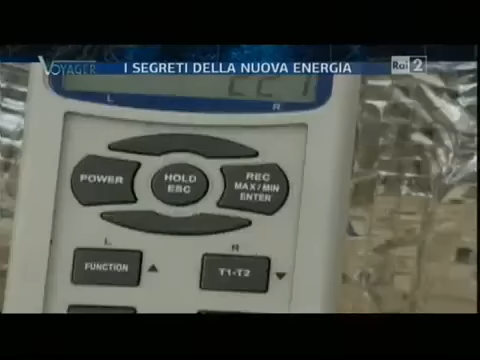 VOYAGER
I SEGRETI DELLA NUOVA ENERGIA
Rai 2
L
R
POWER
HOLD
ESC
REC
MAX/MIN
ENTER
L
R
FUNCTION
T1-T2